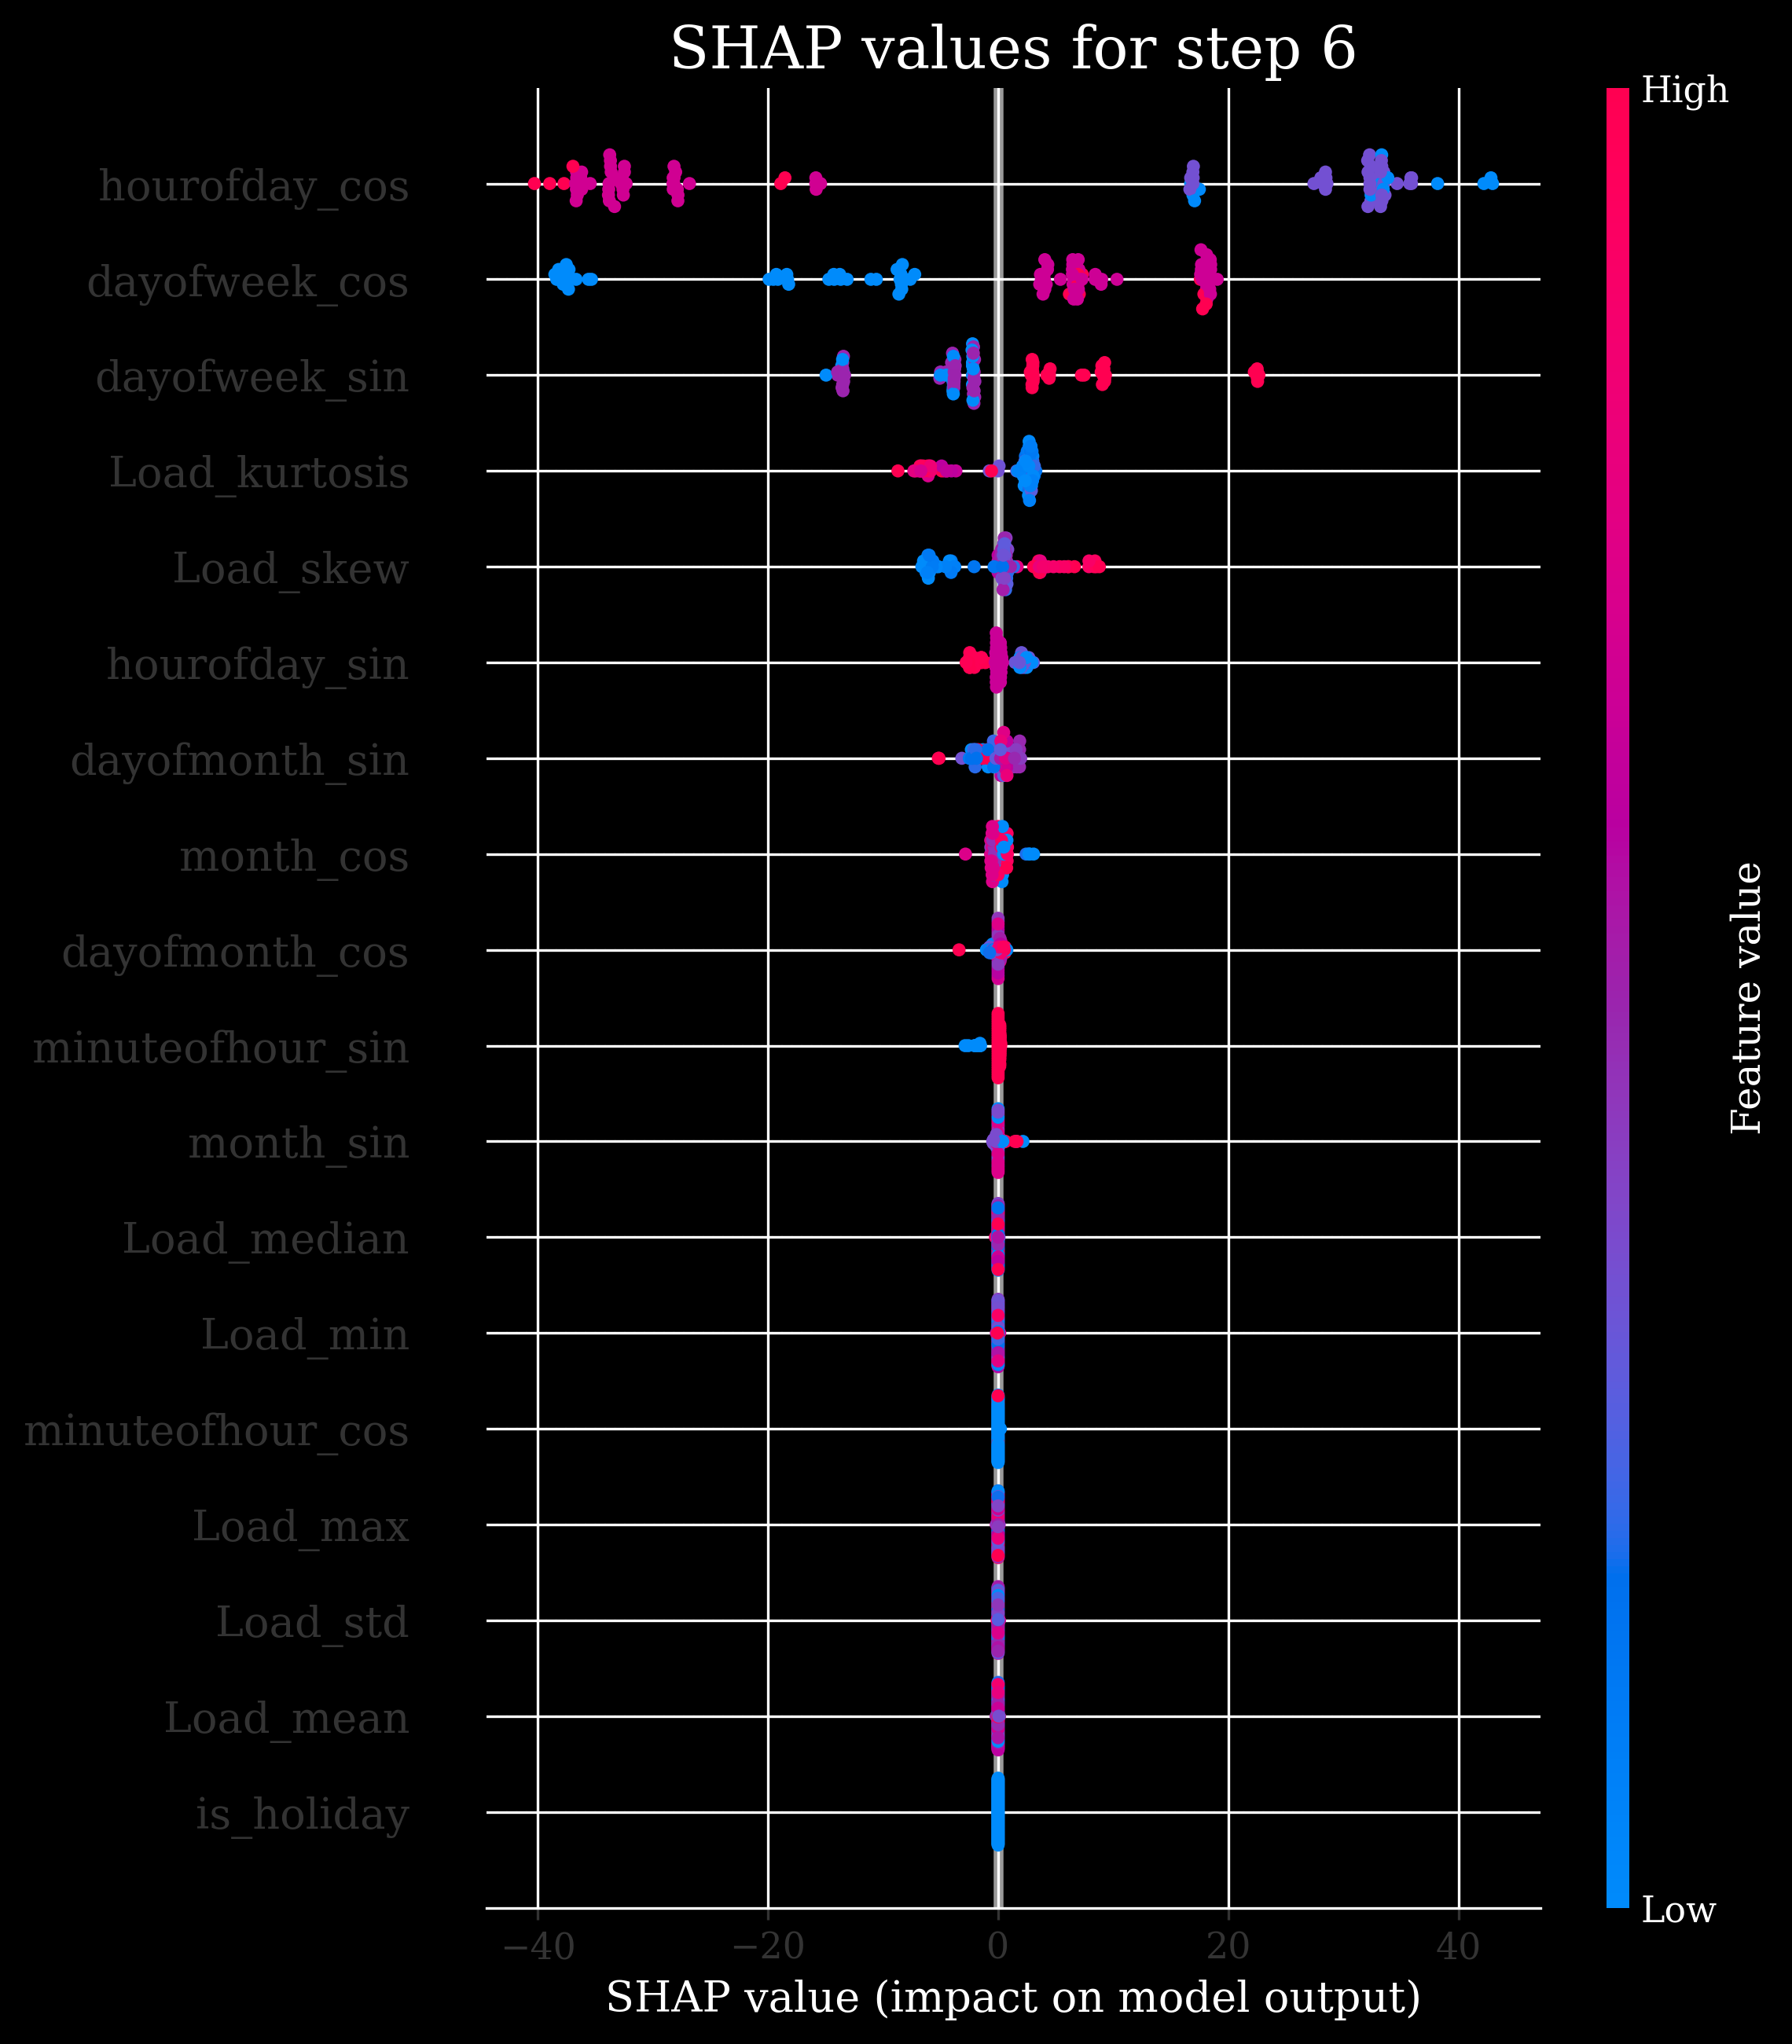 SHAP values for step 6
High
hourofday_cos
dayofweek_cos
dayofweek_sin
Load_kurtosis
Load_skew
hourofday_sin
dayofmonth_sin
month_cos
dayofmonth_cos
minuteofhour_sin
month_sin
Load_median
Load_min
minuteofhour_cos
Load_max
Load_std
Load_mean
is_holiday
Feature value
Low
−40 −20 0 20 40
SHAP value (impact on model output)